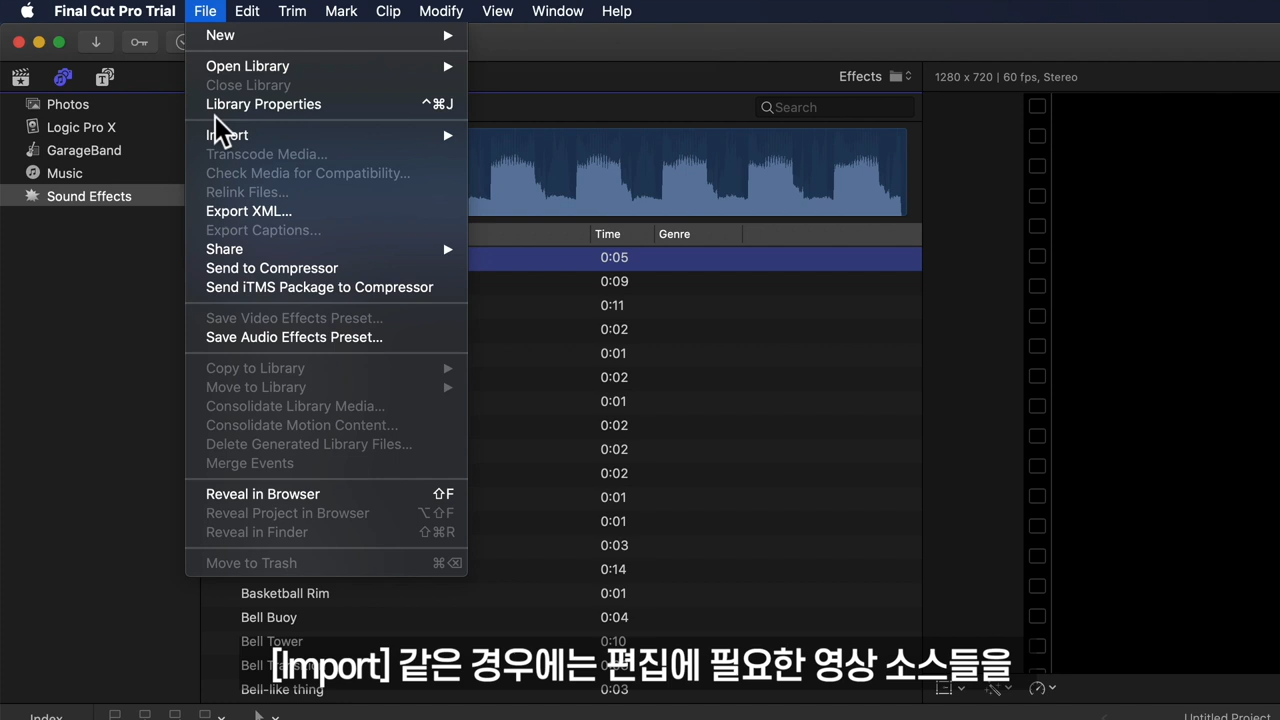 Final Cut Pro Trial File Edit Trim Mark Clip Modify View Window Help
New
Open Library
Close Library
Library Properties ^⌘J
Import
Transcode Media...
Check Media for Compatibility...
Relink Files...
Export XML...
Export Captions...
Share
Send to Compressor
Send iTMS Package to Compressor
Save Video Effects Preset...
Save Audio Effects Preset...
Copy to Library
Move to Library
Consolidate Library Media...
Consolidate Motion Content...
Delete Generated Library Files...
Merge Events
Reveal in Browser ⇧F
Reveal Project in Browser ⌥⇧F
Reveal in Finder ⇧⌘R
Move to Trash ⌘⌫
Photos
Logic Pro X
GarageBand
Music
Sound Effects
Effects
Search
1280 x 720 | 60 fps, Stereo
Time Genre
0:05
0:09
0:11
0:02
0:01
0:02
0:01
0:02
0:02
0:02
0:01
0:01
0:03
0:14
Basketball Rim 0:01
Bell Buoy 0:04
Bell Tower 0:10
Bell
Bell-like thing 0:03
[Import] 같은 경우에는 편집에 필요한 영상 소스들을
Index
Untitled Project